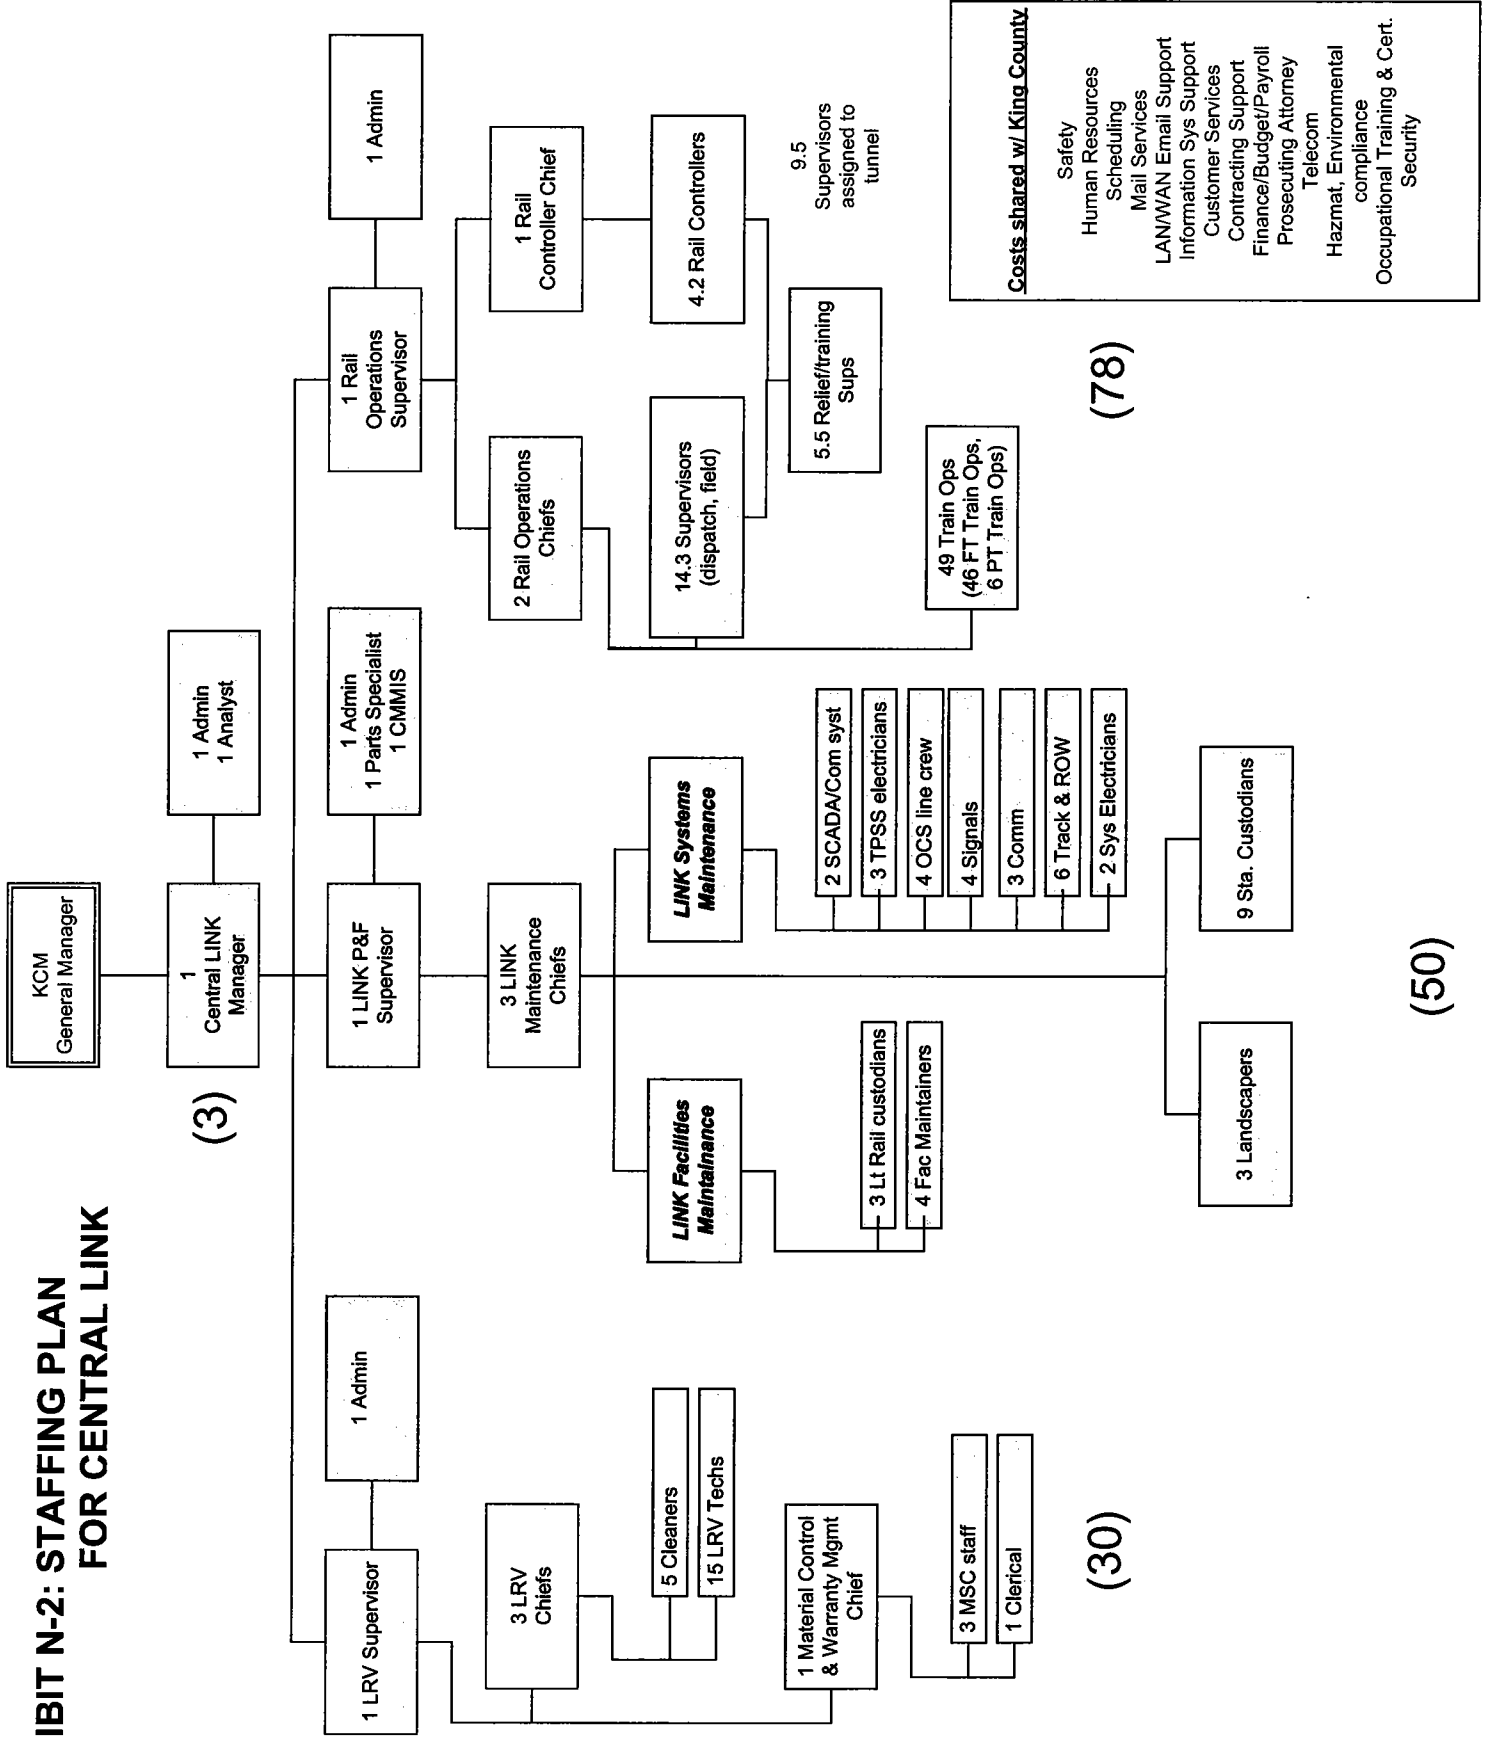 IBIT N-2: STAFFING PLAN
FOR CENTRAL LINK
KCM
General Manager
1
Central LINK
Manager
(3)
1 Admin
1 Analyst
1 LRV Supervisor
1 Admin
1 LINK P&F
Supervisor
1 Admin
1 Parts Specialist
1 CMMIS
1 Rail
Operations
Supervisor
1 Admin
3 LRV
Chiefs
5 Cleaners
15 LRV Techs
1 Material Control
& Warranty Mgmt
Chief
3 MSC staff
1 Clerical
(30)
3 LINK
Maintenance
Chiefs
LINK Facilities
Maintainance
3 Lt Rail custodians
4 Fac Maintainers
LINK Systems
Maintenance
2 SCADA/Com syst
3 TPSS electricians
4 OCS line crew
4 Signals
3 Comm
6 Track & ROW
2 Sys Electricians
3 Landscapers
9 Sta. Custodians
(50)
2 Rail Operations
Chiefs
1 Rail
Controller Chief
14.3 Supervisors
(dispatch, field)
4.2 Rail Controllers
5.5 Relief/training
Sups
9.5
Supervisors
assigned to
tunnel
49 Train Ops
(46 FT Train Ops,
6 PT Train Ops)
(78)
Costs shared w/ King County
Safety
Human Resources
Scheduling
Mail Services
LAN/WAN Email Support
Information Sys Support
Customer Services
Contracting Support
Finance/Budget/Payroll
Prosecuting Attorney
Telecom
Hazmat, Environmental
compliance
Occupational Training & Cert.
Security